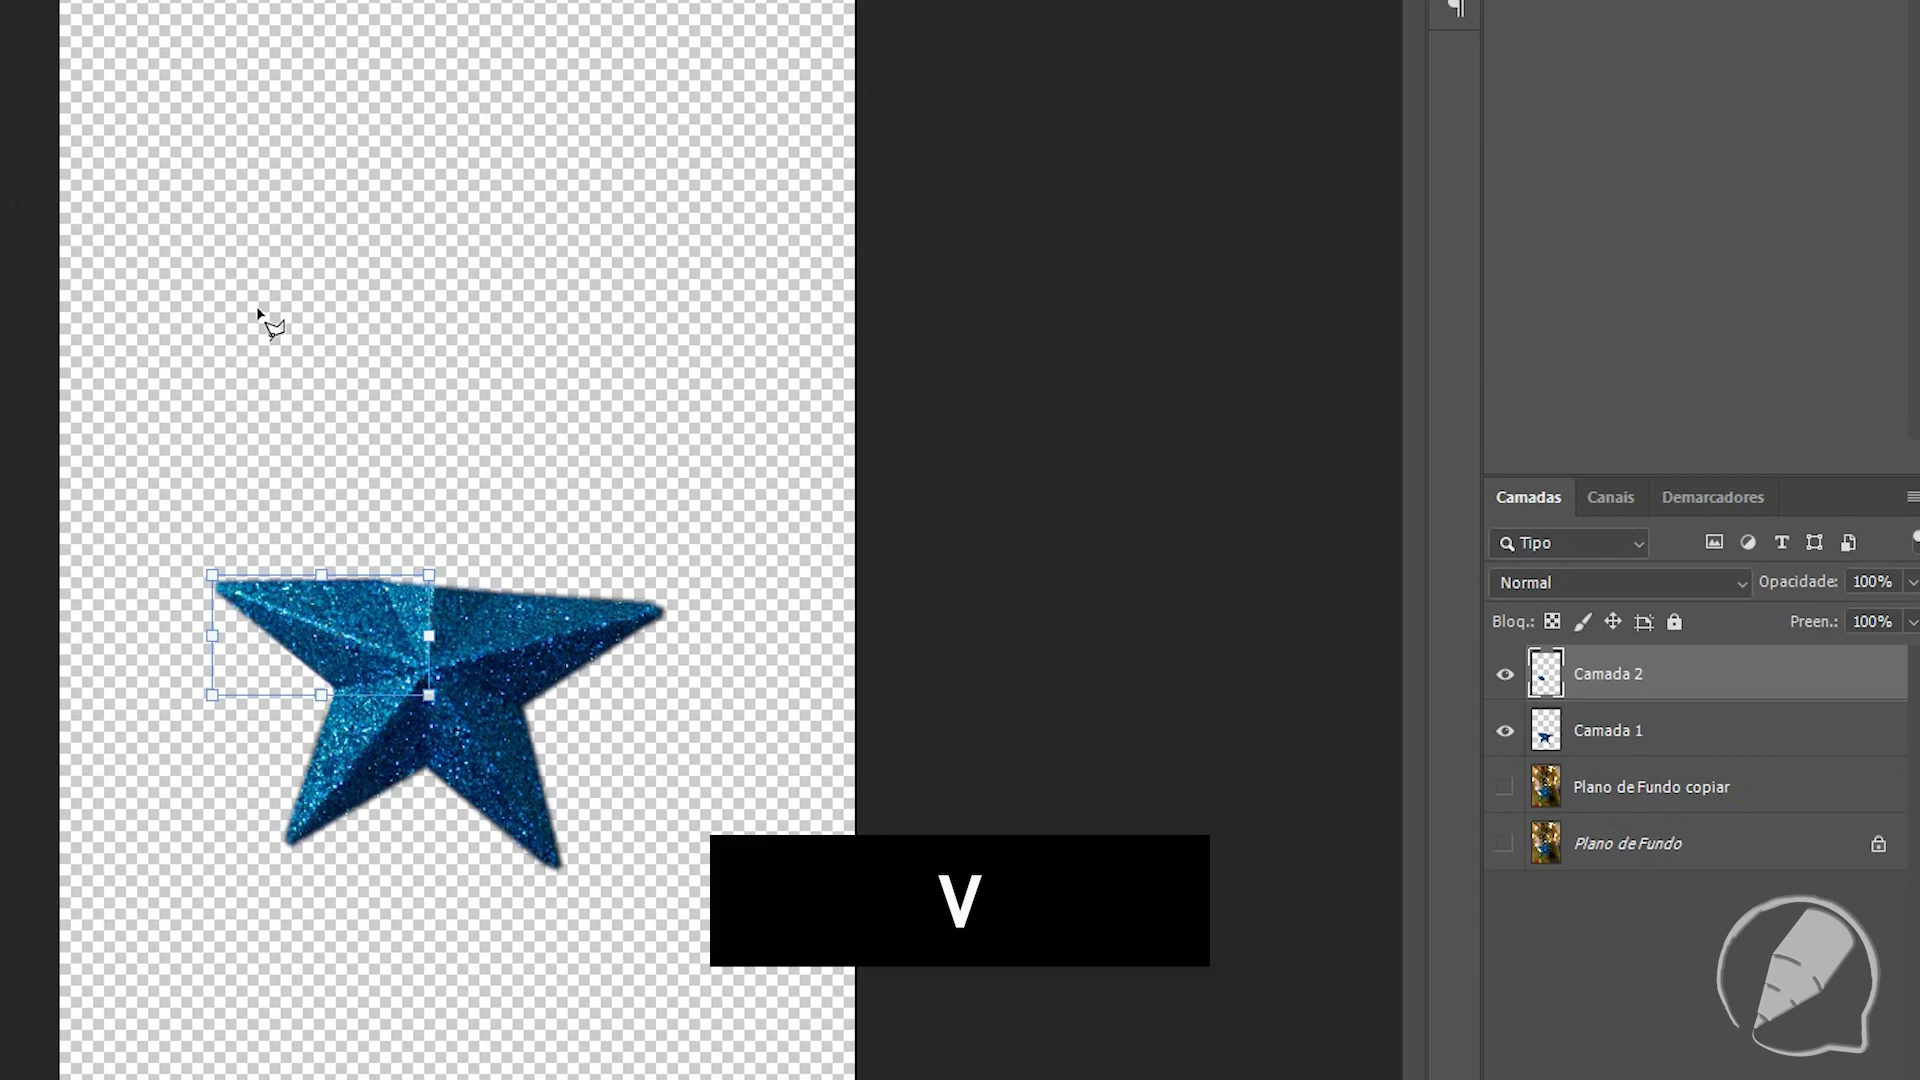 Camadas
Canais
Demarcadores
Tipo
Normal
Opacidade: 100%
Bloq.:
Preen.: 100%
Camada 2
Camada 1
Plano de Fundo copiar
Plano de Fundo
V